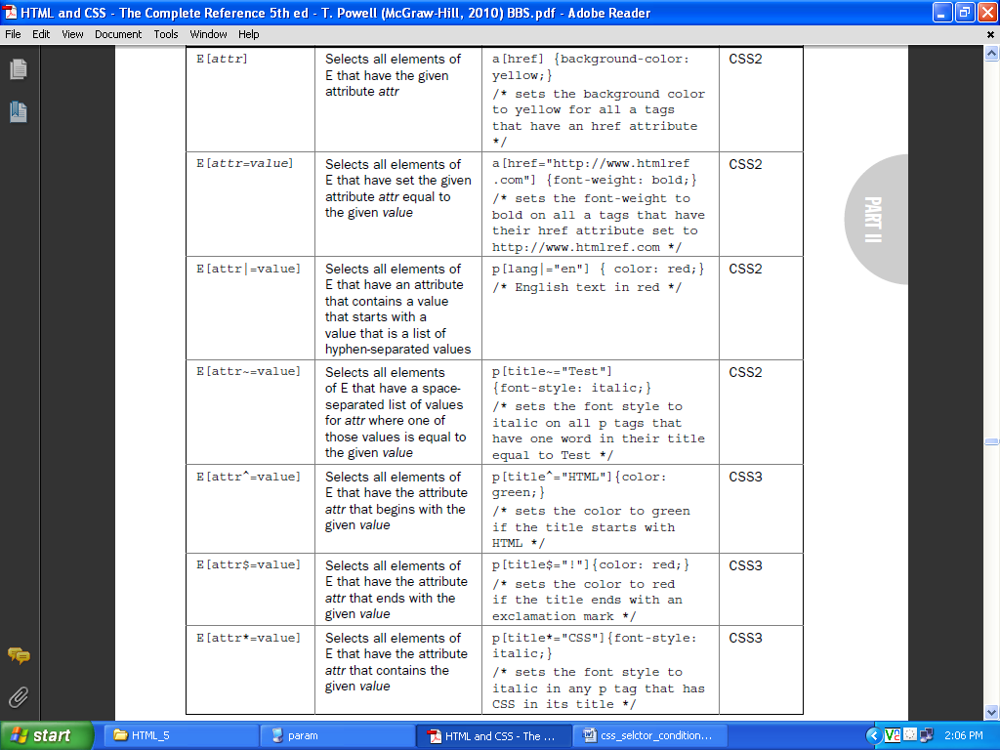 HTML and CSS - The Complete Reference 5th ed - T. Powell (McGraw-Hill, 2010) BBS.pdf - Adobe Reader
File Edit View Document Tools Window Help
E[attr]
Selects all elements of
E that have the given
attribute attr
a[href] {background-color:
yellow;}
/* sets the background color
to yellow for all a tags
that have an href attribute
*/
CSS2
E[attr=value]
Selects all elements of
E that have set the given
attribute attr equal to
the given value
a[href="http://www.htmlref
.com"] {font-weight: bold;}
/* sets the font-weight to
bold on all a tags that have
their href attribute set to
http://www.htmlref.com */
CSS2
E[attr|=value]
Selects all elements of
E that have an attribute
that contains a value
that starts with a
value that is a list of
hyphen-separated values
p[lang|="en"] { color: red;}
/* English text in red */
CSS2
E[attr~=value]
Selects all elements
of E that have a space-
separated list of values
for attr where one of
those values is equal to
the given value
p[title~="Test"]
{font-style: italic;}
/* sets the font style to
italic on all p tags that
have one word in their title
equal to Test */
CSS2
E[attr^=value]
Selects all elements of
E that have the attribute
attr that begins with the
given value
p[title^="HTML"]{color:
green;}
/* sets the color to green
if the title starts with
HTML */
CSS3
E[attr$=value]
Selects all elements of
E that have the attribute
attr that ends with the
given value
p[title$="!"]{color: red;}
/* sets the color to red
if the title ends with an
exclamation mark */
CSS3
E[attr*=value]
Selects all elements of
E that have the attribute
attr that contains the
given value
p[title*="CSS"]{font-style:
italic;}
/* sets the font style to
italic in any p tag that has
CSS in its title */
CSS3
PART II
start
HTML_5
param
HTML and CSS - The ...
css_selctor_condition...
2:06 PM